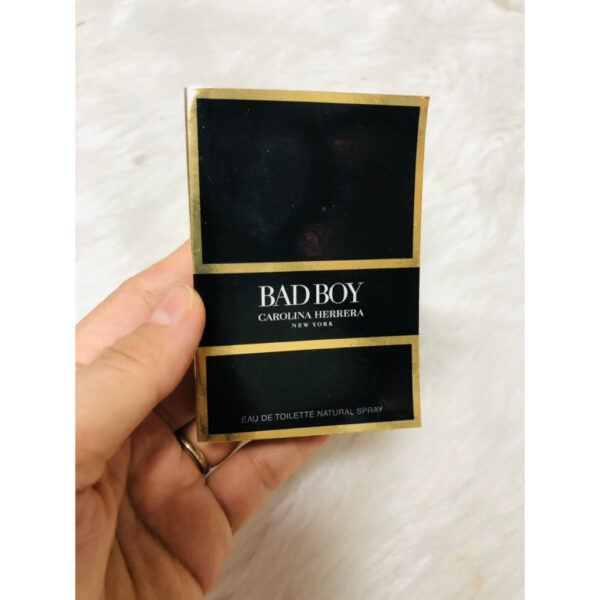 BAD BOY
CAROLINA HERRERA
NEW YORK
EAU DE TOILETTE NATURAL SPRAY